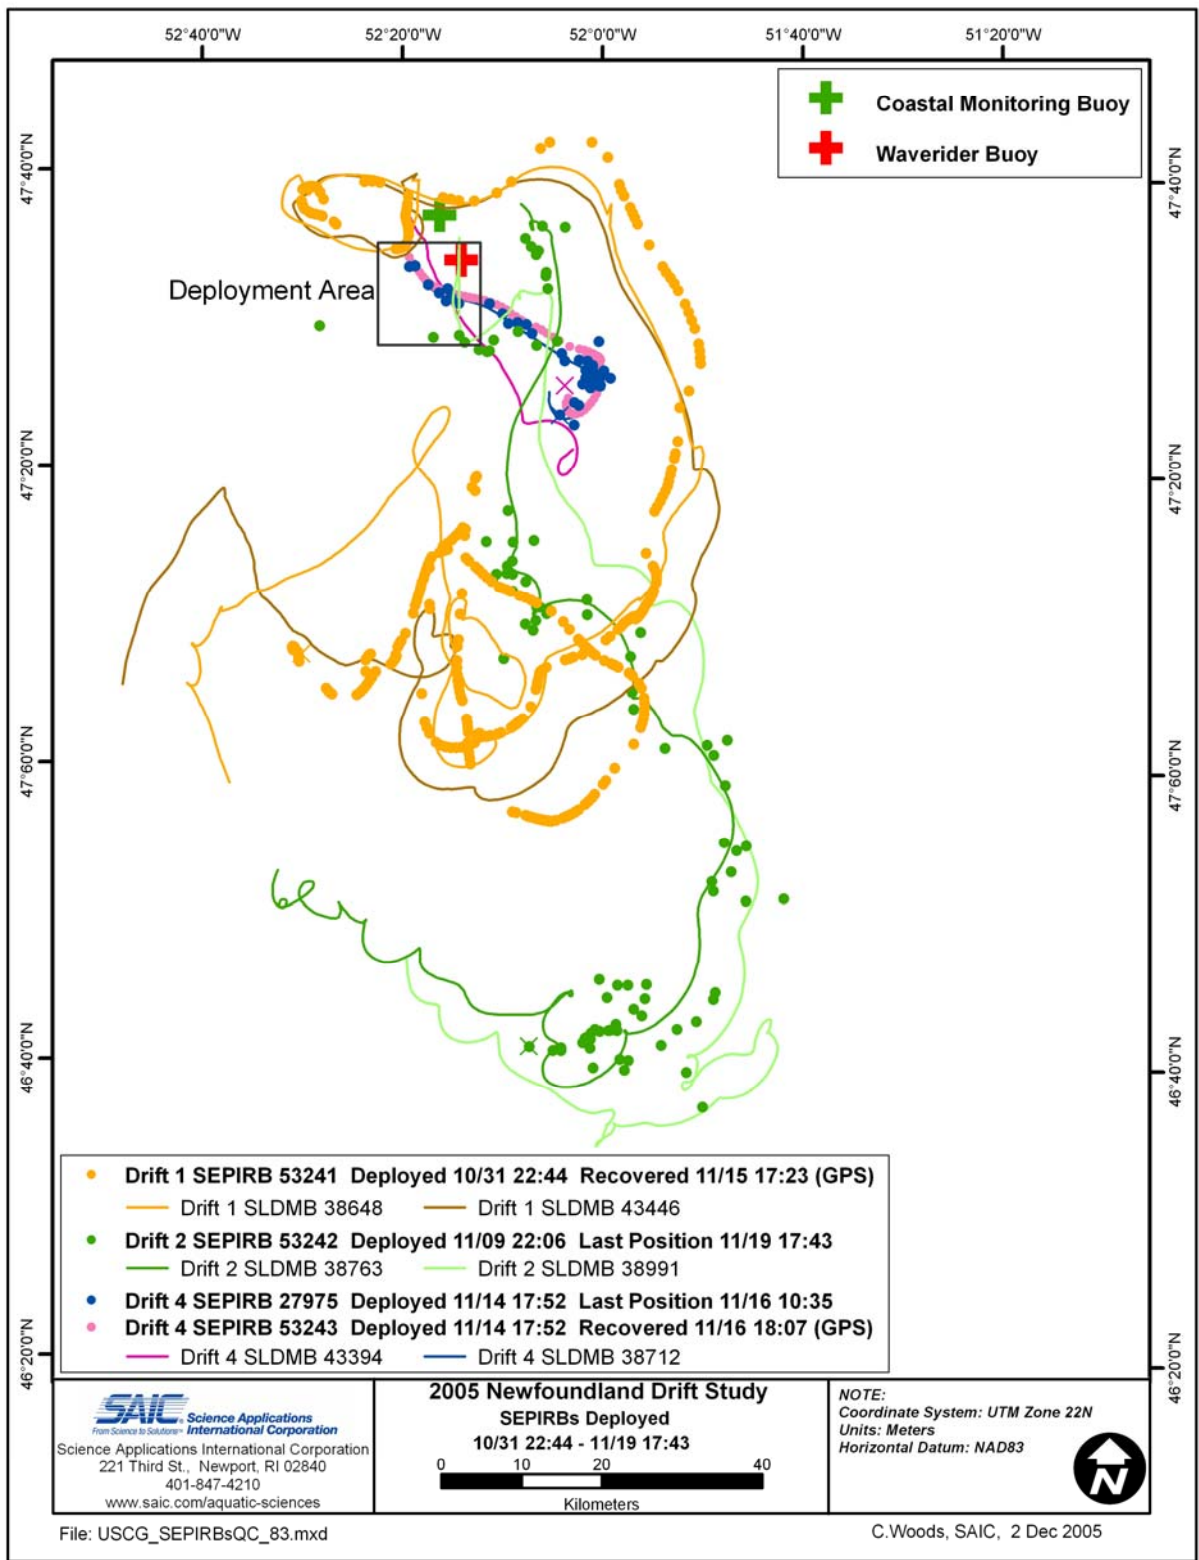 52°40'0"W 52°20'0"W 52°0'0"W 51°40'0"W 51°20'0"W
Coastal Monitoring Buoy
Waverider Buoy
47°40'0"N 47°40'0"N
Deployment Area
47°20'0"N 47°20'0"N
47°60'0"N 47°60'0"N
46°40'0"N 46°40'0"N
46°20'0"N 46°20'0"N
Drift 1 SEPIRB 53241 Deployed 10/31 22:44 Recovered 11/15 17:23 (GPS)
Drift 1 SLDMB 38648 Drift 1 SLDMB 43446
Drift 2 SEPIRB 53242 Deployed 11/09 22:06 Last Position 11/19 17:43
Drift 2 SLDMB 38763 Drift 2 SLDMB 38991
Drift 4 SEPIRB 27975 Deployed 11/14 17:52 Last Position 11/16 10:35
Drift 4 SEPIRB 53243 Deployed 11/14 17:52 Recovered 11/16 18:07 (GPS)
Drift 4 SLDMB 43394 Drift 4 SLDMB 38712
SAIC
From Science to Solutions™
Science Applications
International Corporation
Science Applications International Corporation
221 Third St., Newport, RI 02840
401-847-4210
www.saic.com/aquatic-sciences
2005 Newfoundland Drift Study
SEPIRBs Deployed
10/31 22:44 - 11/19 17:43
0 10 20 40
Kilometers
NOTE:
Coordinate System: UTM Zone 22N
Units: Meters
Horizontal Datum: NAD83
N
File: USCG_SEPIRBsQC_83.mxd
C.Woods, SAIC, 2 Dec 2005